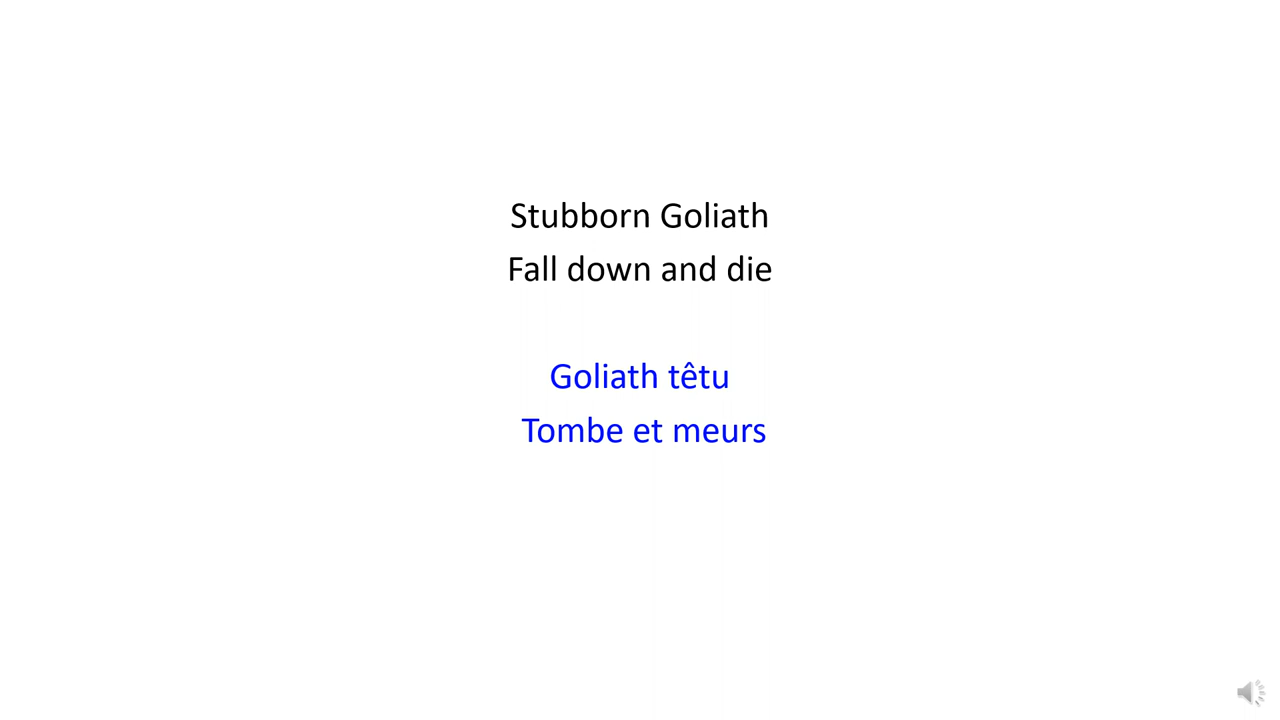 Stubborn Goliath
Fall down and die
Goliath têtu
Tombe et meurs